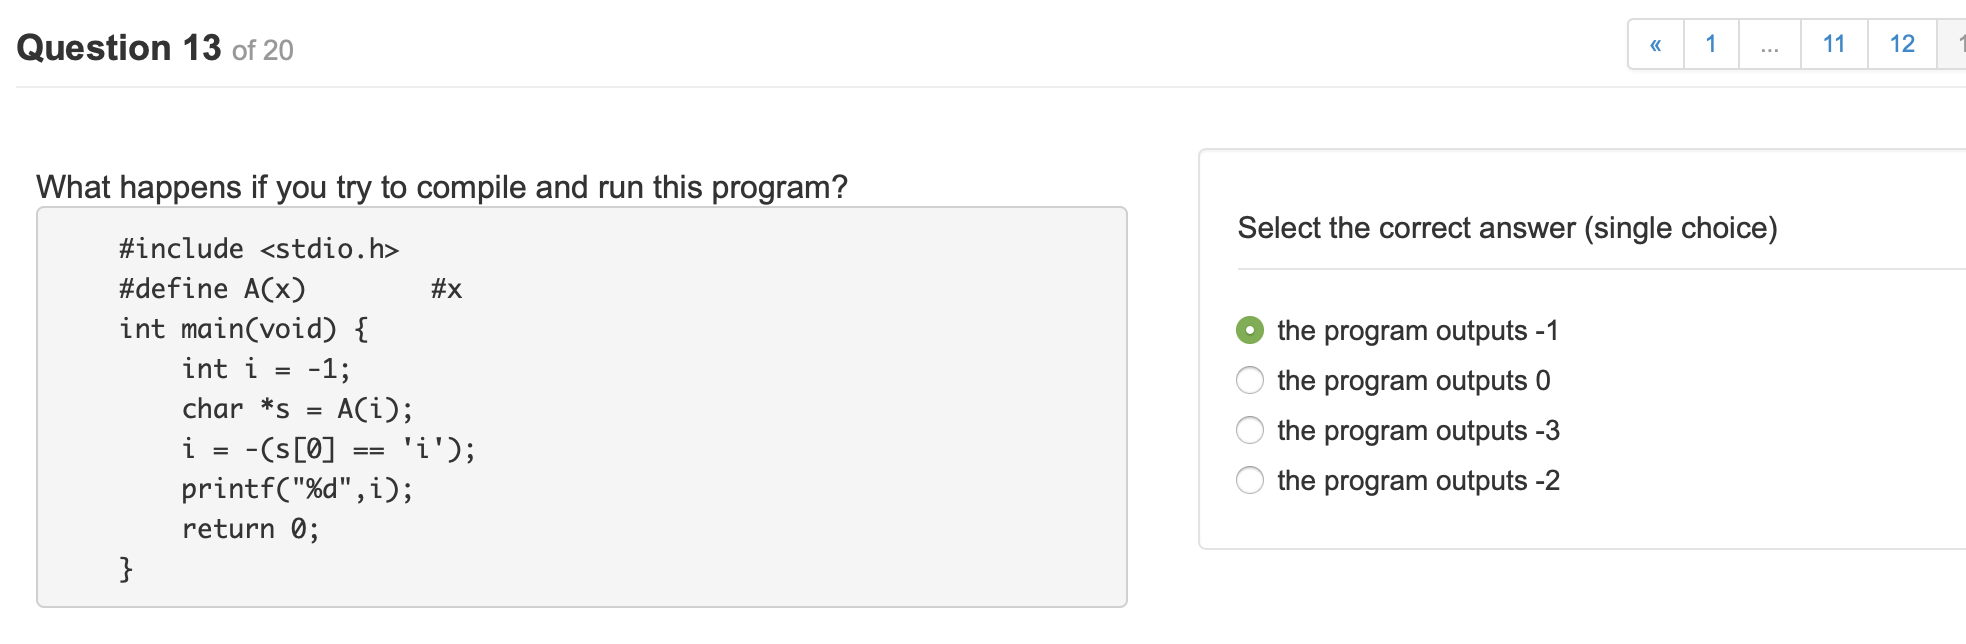 Question 13 of 20
« 1 ... 11 12 1
What happens if you try to compile and run this program?
#include <stdio.h>
#define A(x)        #x
int main(void) {
    int i = -1;
    char *s = A(i);
    i = -(s[0] == 'i');
    printf("%d",i);
    return 0;
}
Select the correct answer (single choice)
the program outputs -1
the program outputs 0
the program outputs -3
the program outputs -2